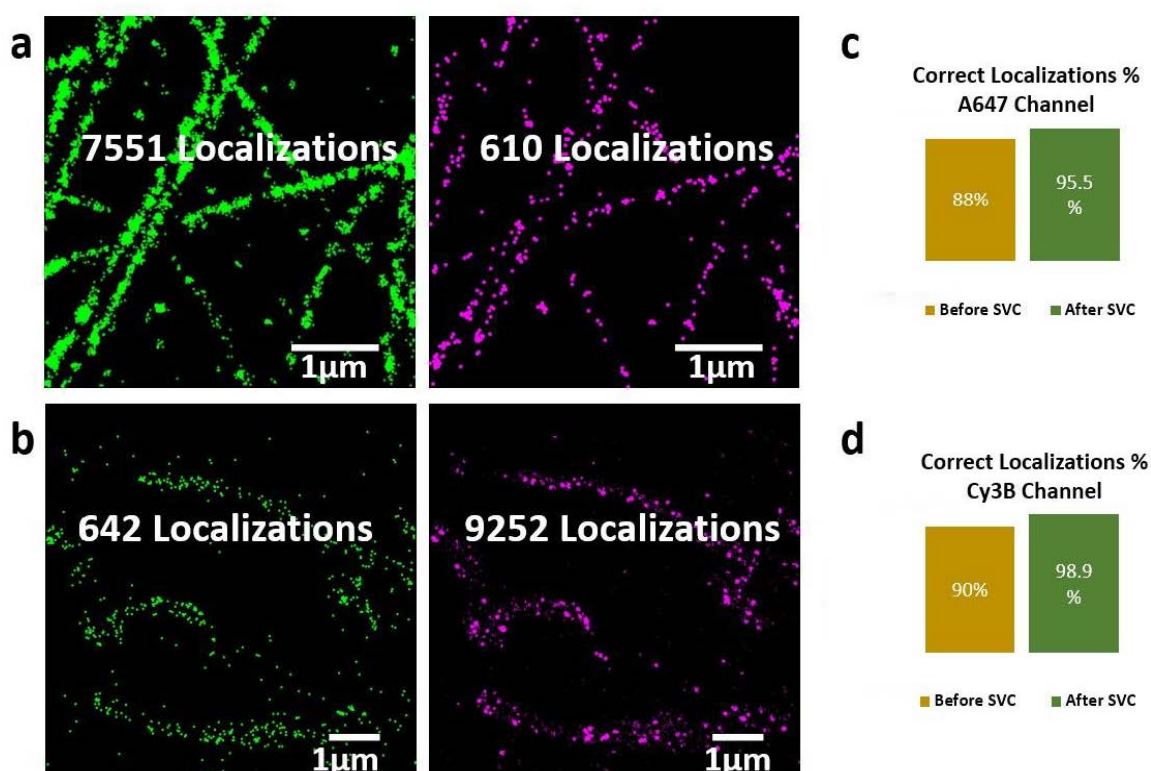 a
7551 Localizations
1μm
610 Localizations
1μm
b
642 Localizations
1μm
9252 Localizations
1μm
c
Correct Localizations %
A647 Channel
88%
95.5
%
Before SVC
After SVC
d
Correct Localizations %
Cy3B Channel
90%
98.9
%
Before SVC
After SVC